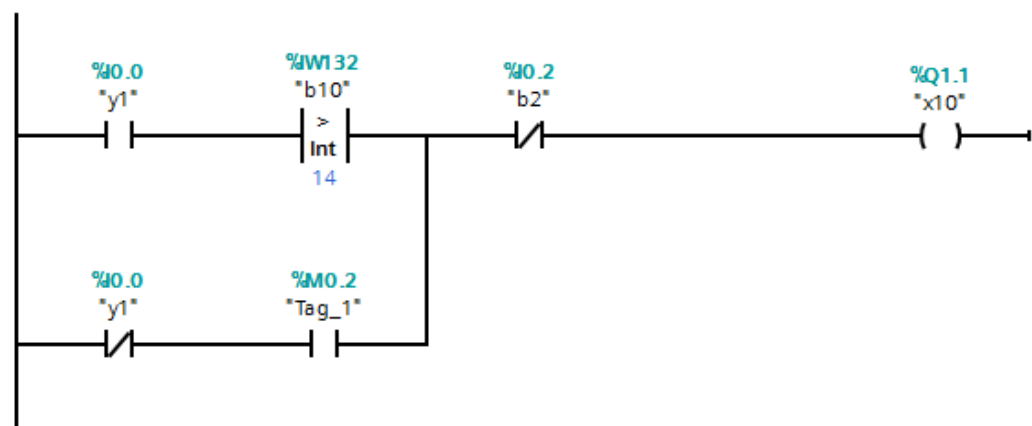 %I0.0
"y1"
%IW132
"b10"
>
Int
14
%I0.2
"b2"
%Q1.1
"x10"
%I0.0
"y1"
%M0.2
"Tag_1"